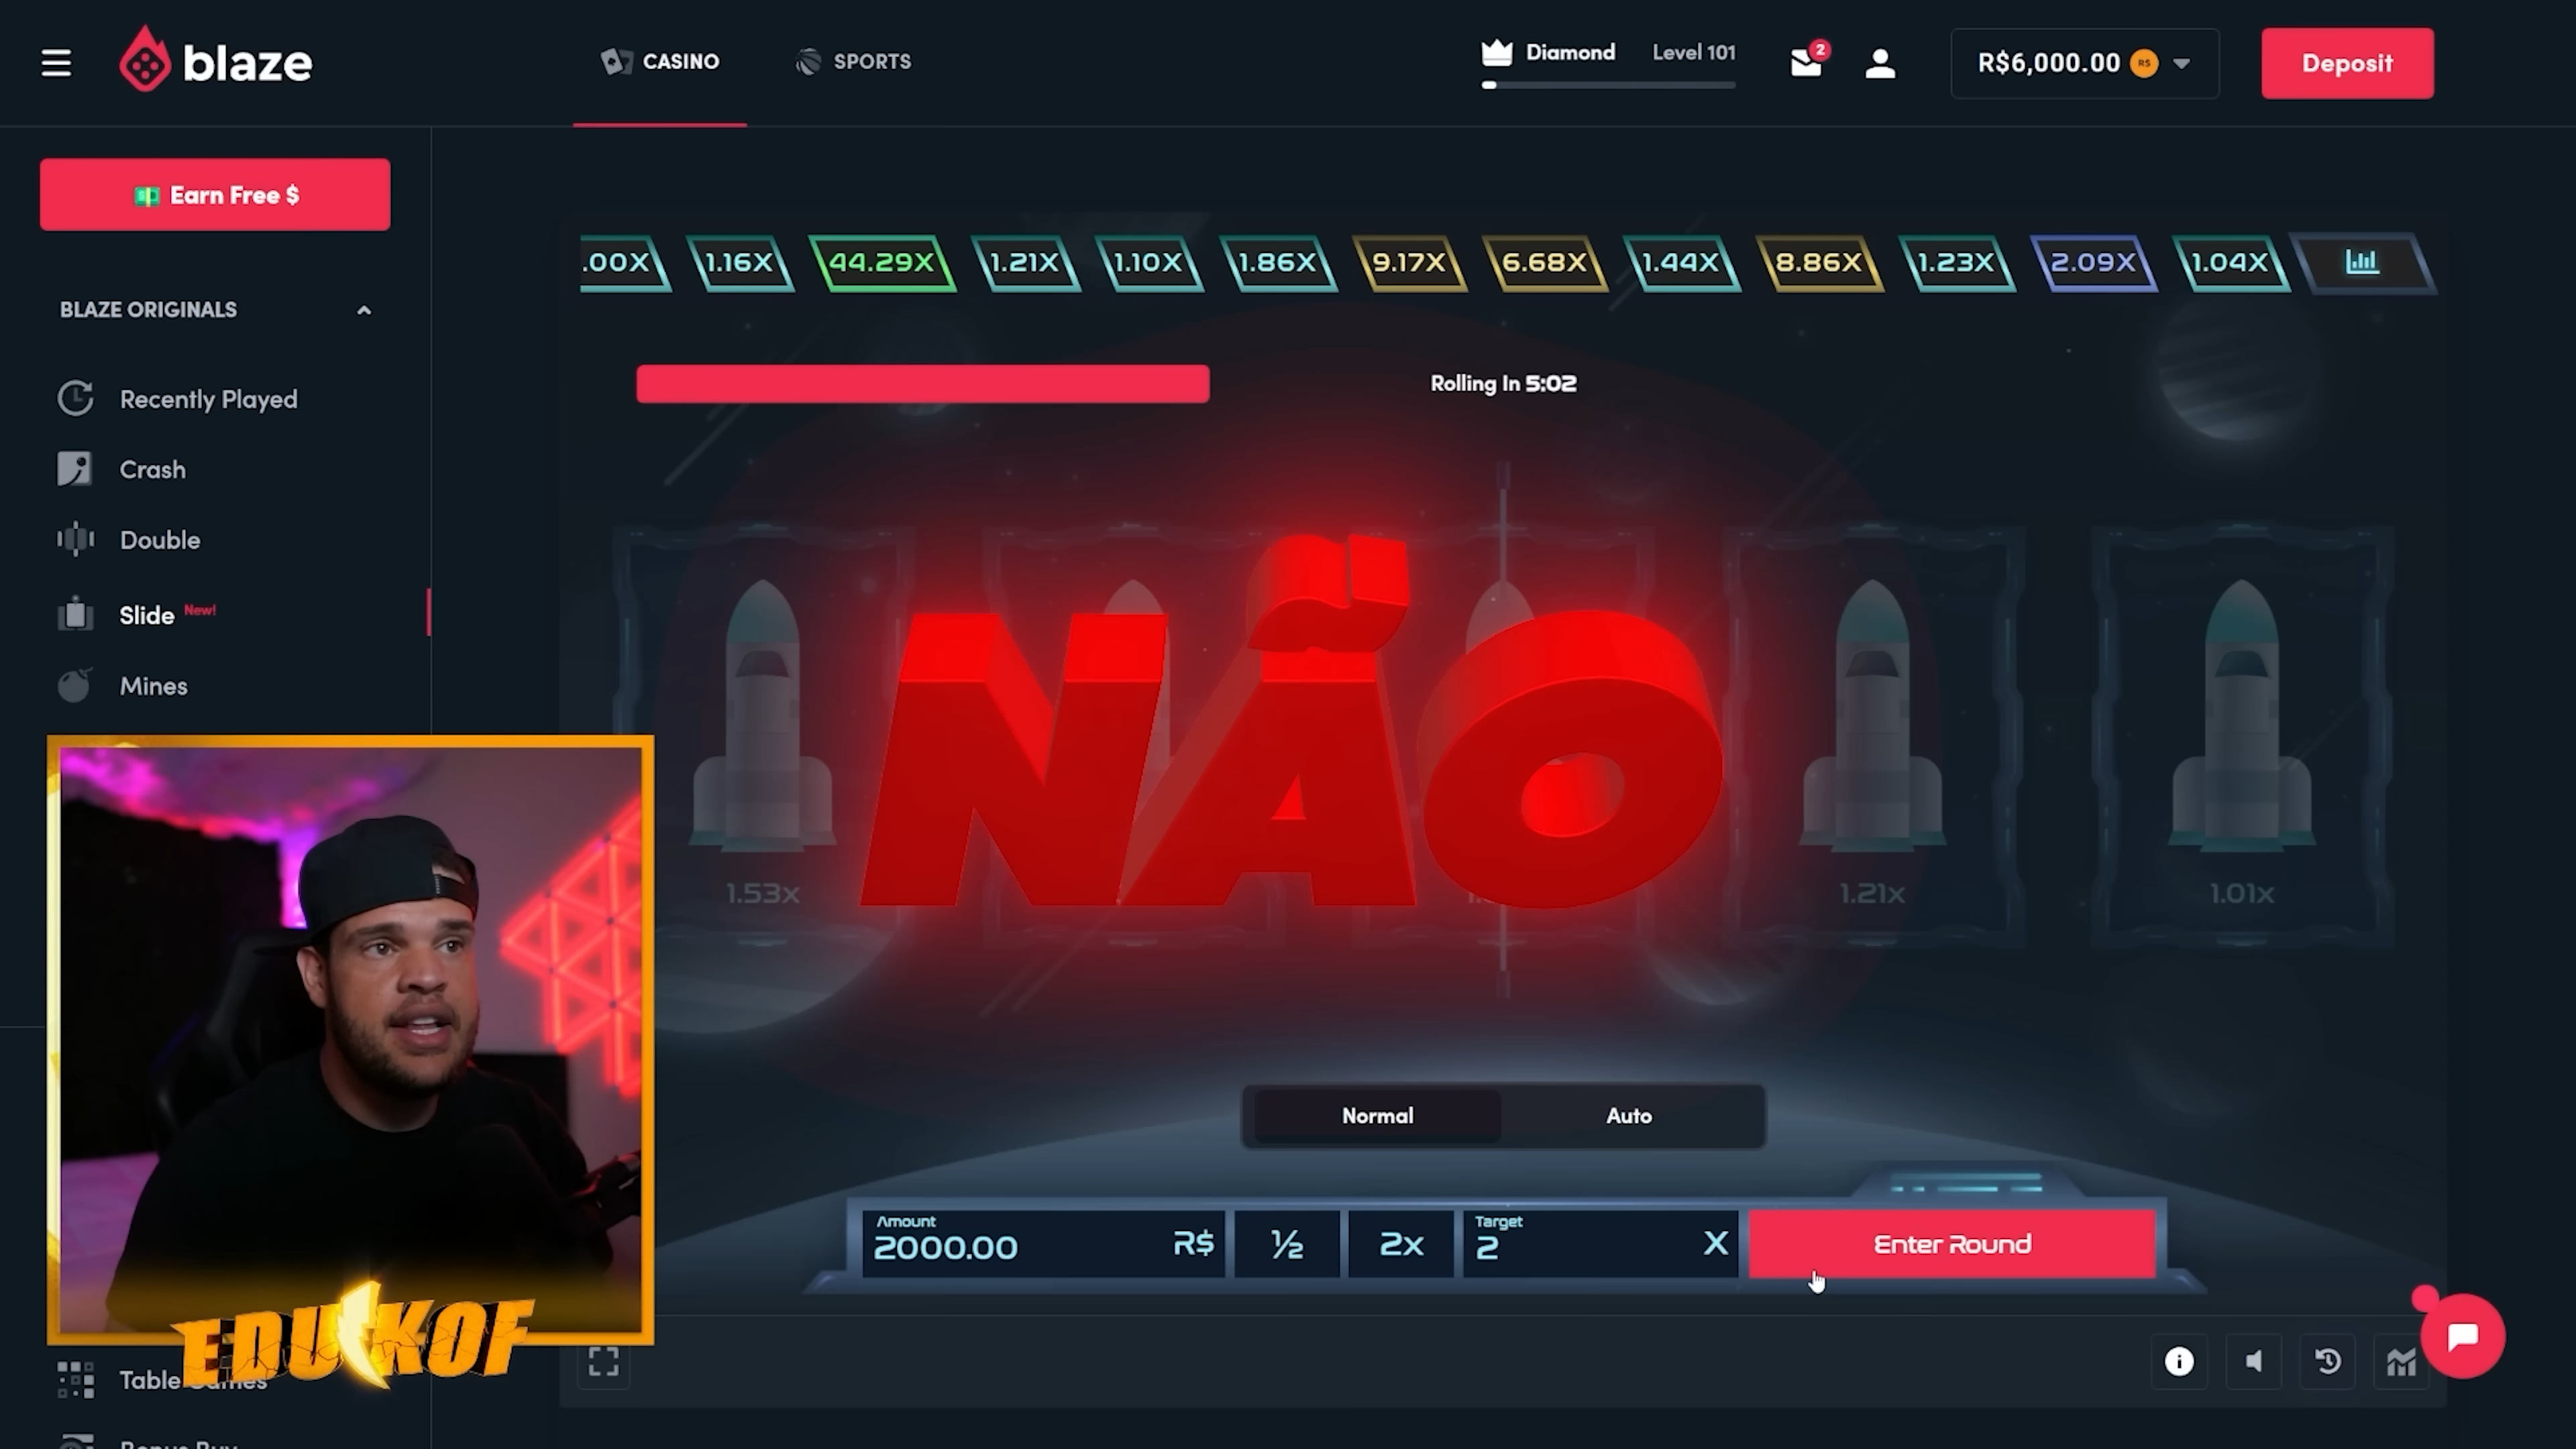 blaze
CASINO
SPORTS
Diamond
Level 101
2
R$6,000.00
R$
Deposit
Earn Free $
BLAZE ORIGINALS
Recently Played
Crash
Double
Slide New!
Mines
.00X
1.16X
44.29X
1.21X
1.10X
1.86X
9.17X
6.68X
1.44X
8.86X
1.23X
2.09X
1.04X
Rolling In 5:02
NÃO
1.53x
1.21x
1.01x
Normal
Auto
Amount
2000.00 R$
½
2x
Target
2 X
Enter Round
EDU KOF
Table